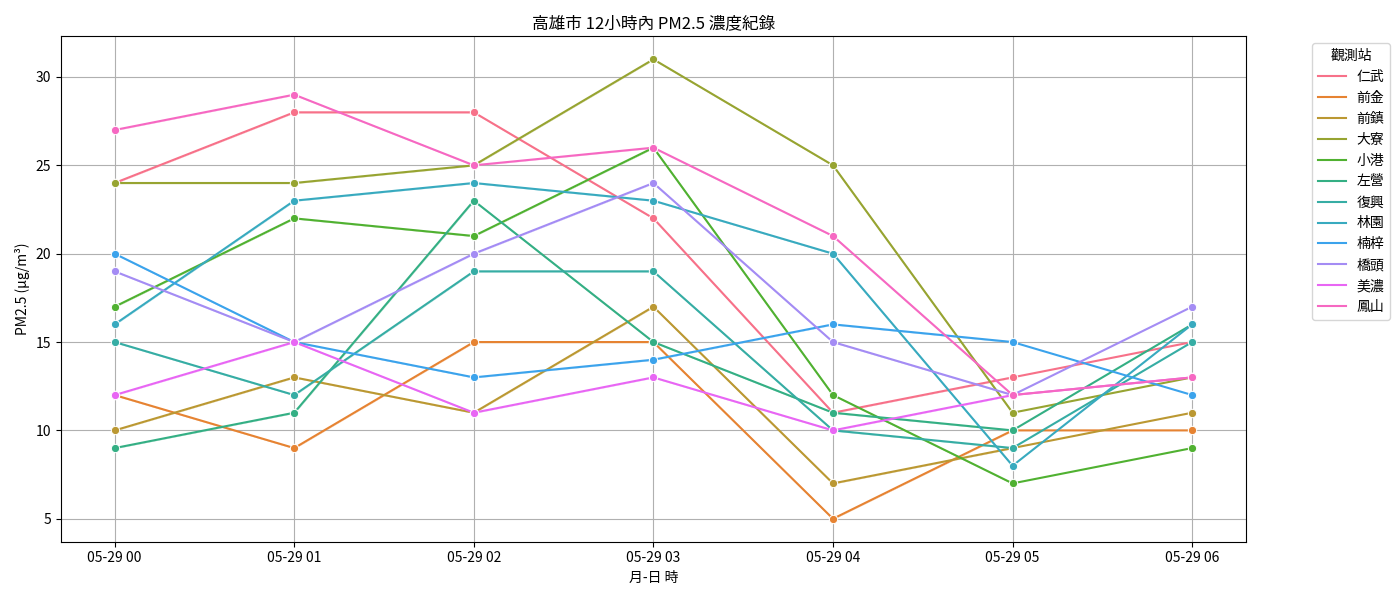 高雄市 12小時內 PM2.5 濃度紀錄
PM2.5 (μg/m³)
30
25
20
15
10
5
05-29 00
05-29 01
05-29 02
05-29 03
05-29 04
05-29 05
05-29 06
月-日 時
觀測站
仁武
前金
前鎮
大寮
小港
左營
復興
林園
楠梓
橋頭
美濃
鳳山